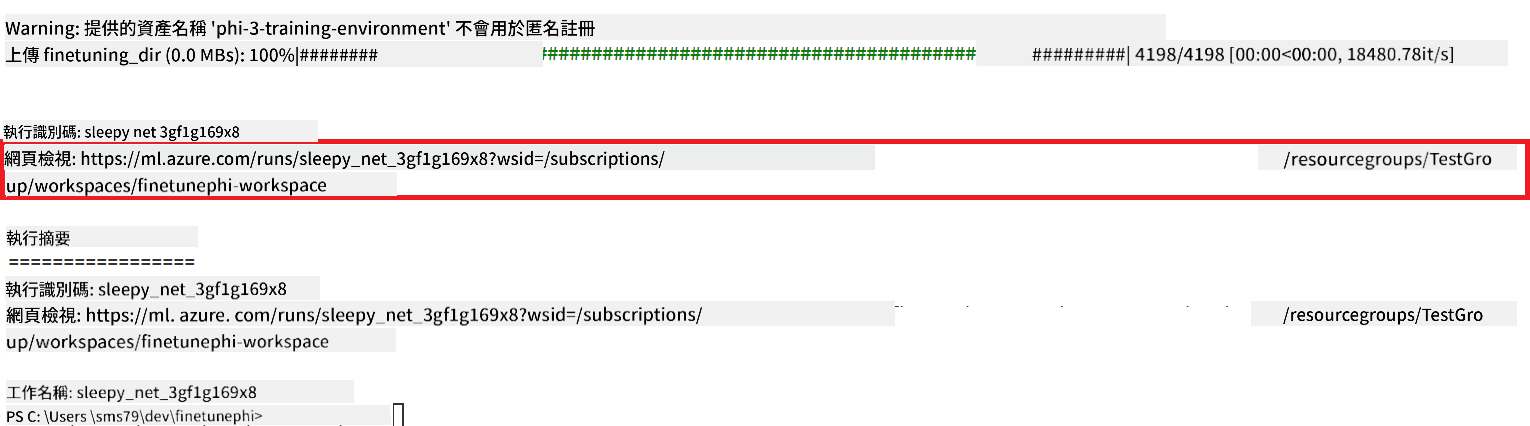 Warning: 提供的資產名稱 'phi-3-training-environment' 不會用於匿名註冊
上傳 finetuning_dir (0.0 MBs): 100%|######## ######################################## #########| 4198/4198 [00:00<00:00, 18480.78it/s]
執行識別碼: sleepy net 3gf1g169x8
網頁檢視: https://ml.azure.com/runs/sleepy_net_3gf1g169x8?wsid=/subscriptions/ /resourcegroups/TestGro
up/workspaces/finetunephi-workspace
執行摘要
=================
執行識別碼: sleepy_net_3gf1g169x8
網頁檢視: https://ml. azure. com/runs/sleepy_net_3gf1g169x8?wsid=/subscriptions/ /resourcegroups/TestGro
up/workspaces/finetunephi-workspace
工作名稱: sleepy_net_3gf1g169x8
PS C: \Users \sms79\dev\finetunephi>